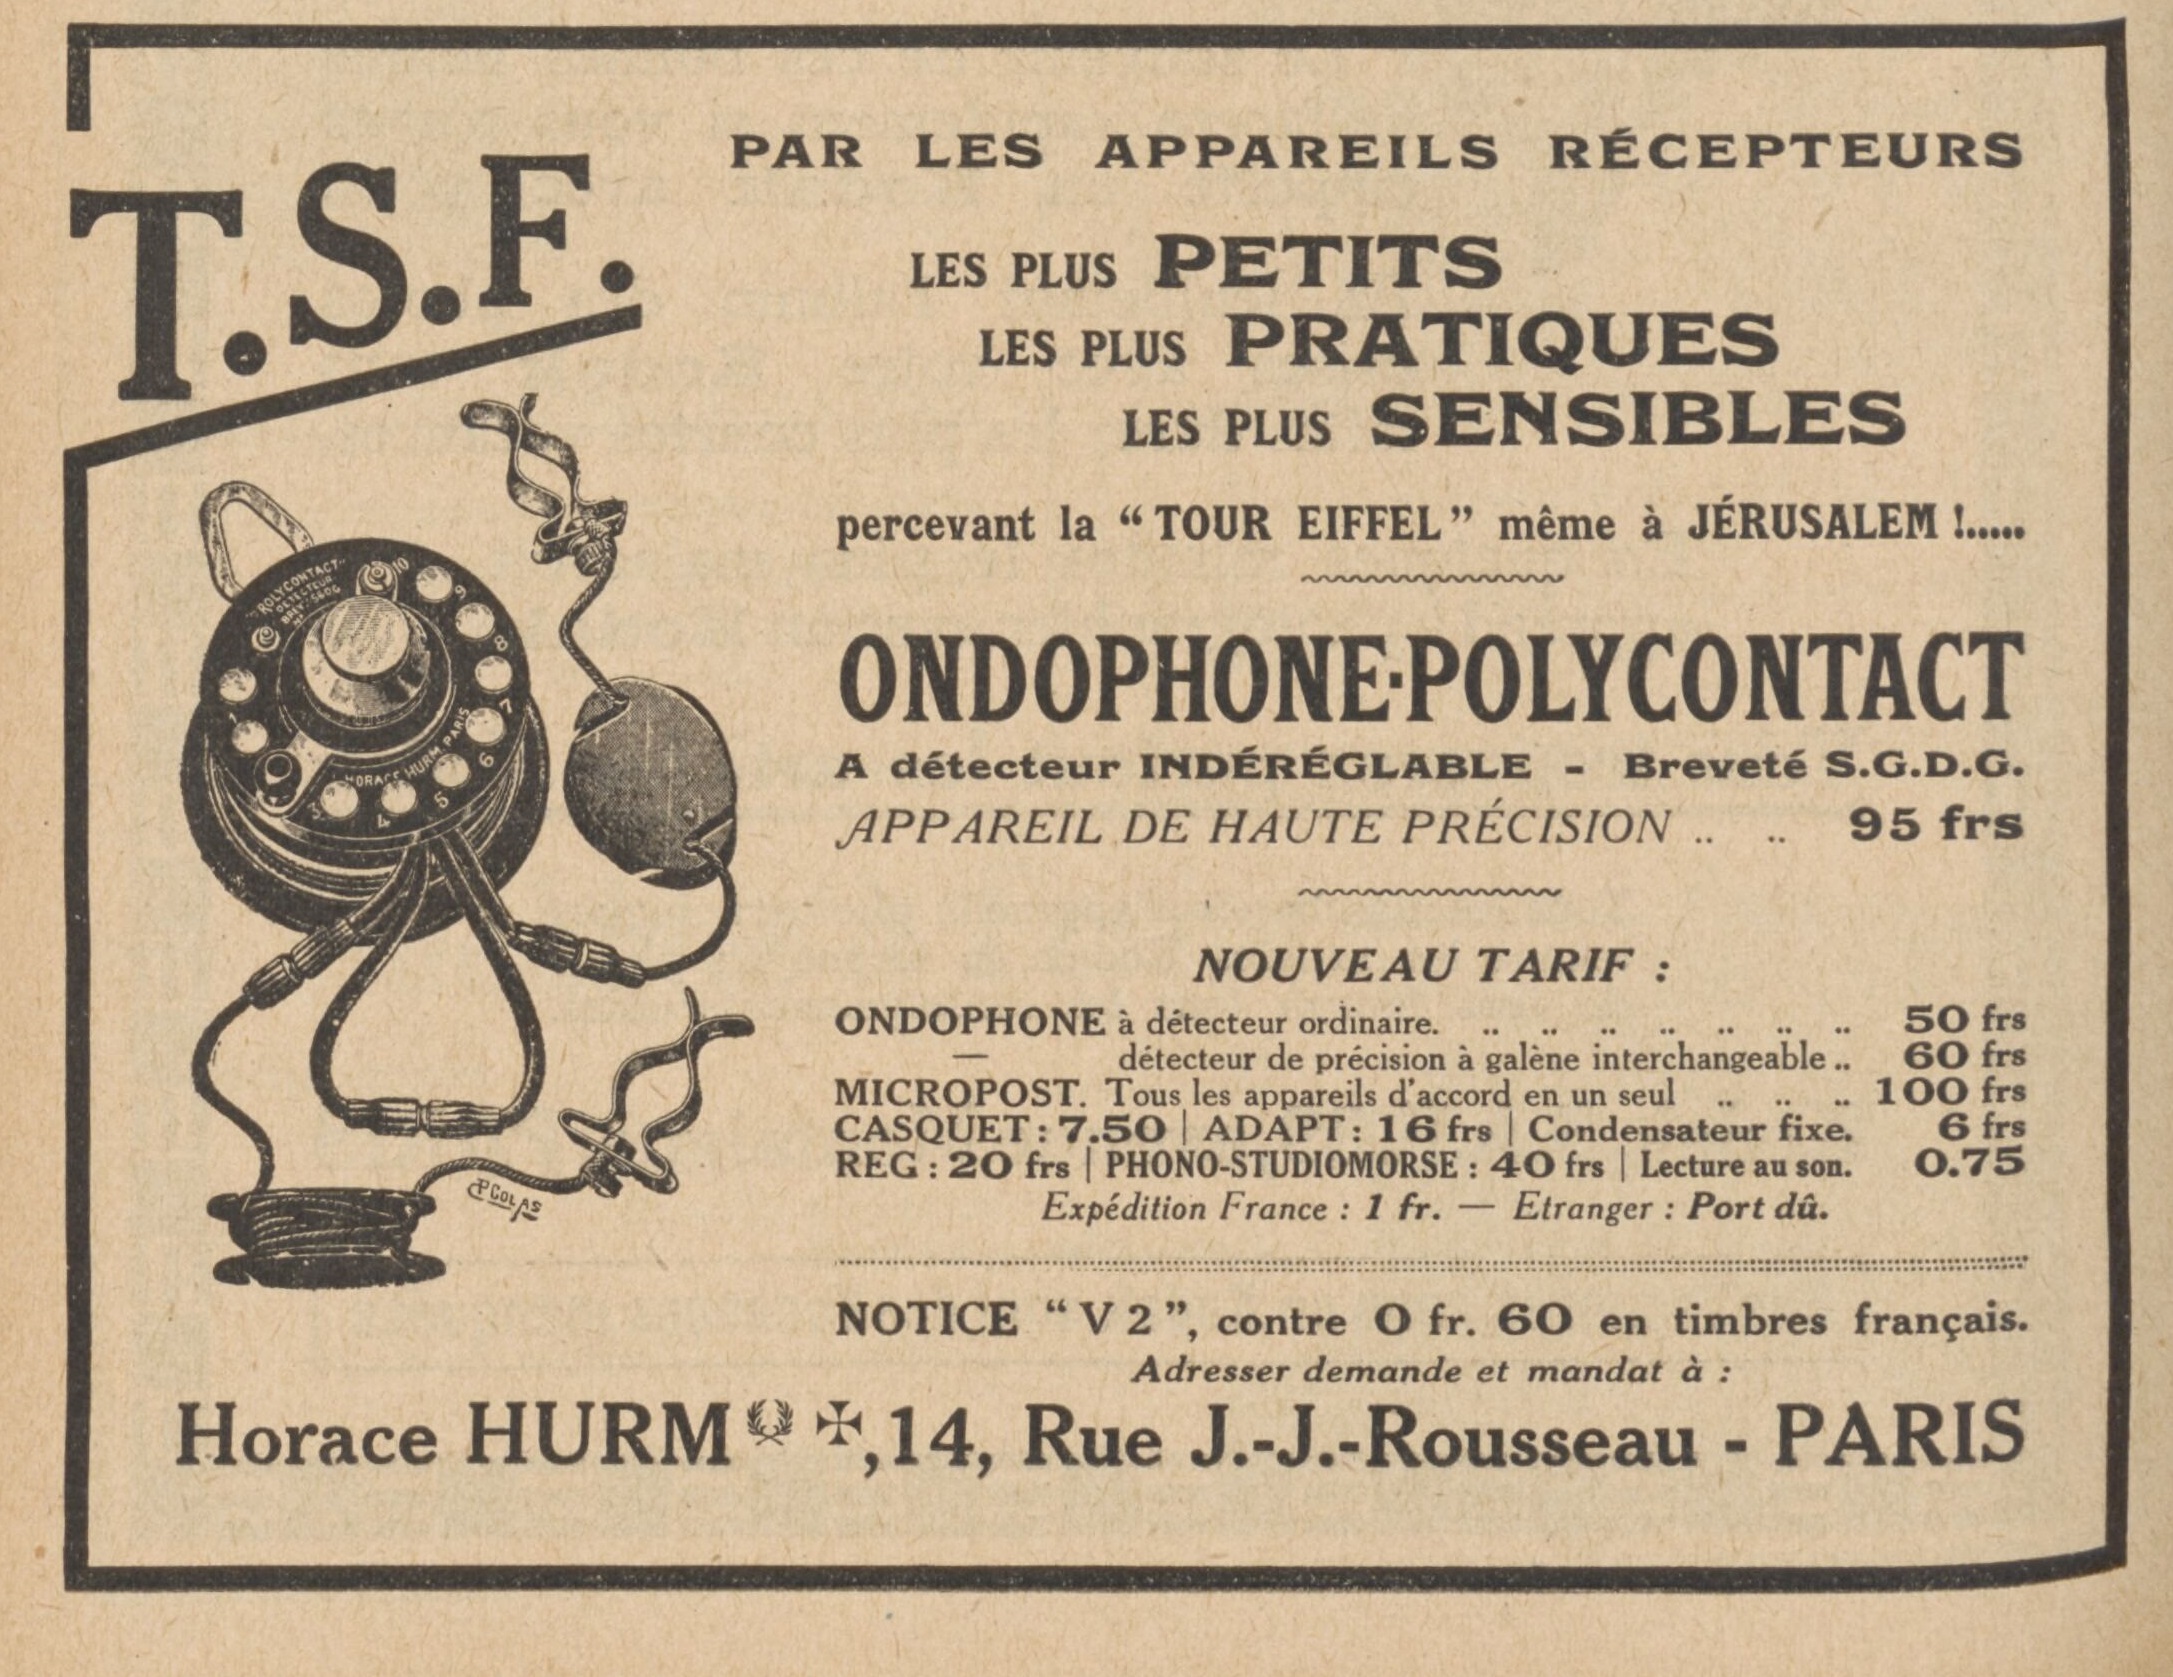 T.S.F.
PAR LES APPAREILS RÉCEPTEURS
LES PLUS PETITS
LES PLUS PRATIQUES
LES PLUS SENSIBLES
percevant la “TOUR EIFFEL” même à JÉRUSALEM !.....
ONDOPHONE-POLYCONTACT
A détecteur INDÉRÉGLABLE - Breveté S.G.D.G.
APPAREIL DE HAUTE PRÉCISION .. .. 95 frs
NOUVEAU TARIF :
ONDOPHONE à détecteur ordinaire. .. .. .. .. .. .. .. 50 frs
— détecteur de précision à galène interchangeable .. 60 frs
MICROPOST. Tous les appareils d'accord en un seul .. .. .. 100 frs
CASQUET : 7.50 | ADAPT : 16 frs | Condensateur fixe. 6 frs
REG : 20 frs | PHONO-STUDIOMORSE : 40 frs | Lecture au son. 0.75
Expédition France : 1 fr. — Etranger : Port dû.
NOTICE “V 2”, contre 0 fr. 60 en timbres français.
Adresser demande et mandat à :
Horace HURM ✠, 14, Rue J.-J.-Rousseau - PARIS
DETECTEUR
HORACE HURM PARIS
1
3
4
5
6
7
8
9
10
P COLAS